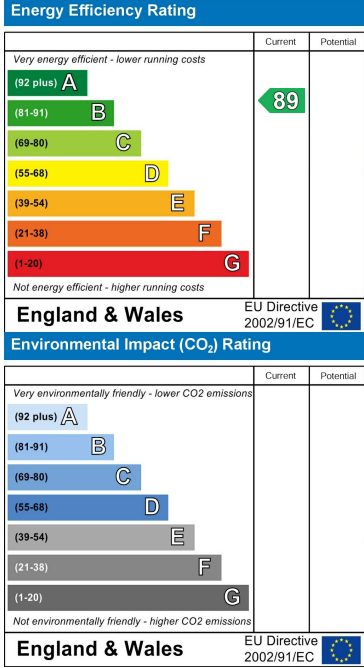 Energy Efficiency Rating
Current Potential
Very energy efficient - lower running costs
(92 plus) A
(81-91) B
89
(69-80) C
(55-68) D
(39-54) E
(21-38) F
(1-20) G
Not energy efficient - higher running costs
England & Wales
EU Directive
2002/91/EC
Environmental Impact (CO₂) Rating
Current Potential
Very environmentally friendly - lower CO2 emissions
(92 plus) A
(81-91) B
(69-80) C
(55-68) D
(39-54) E
(21-38) F
(1-20) G
Not environmentally friendly - higher CO2 emissions
England & Wales
EU Directive
2002/91/EC